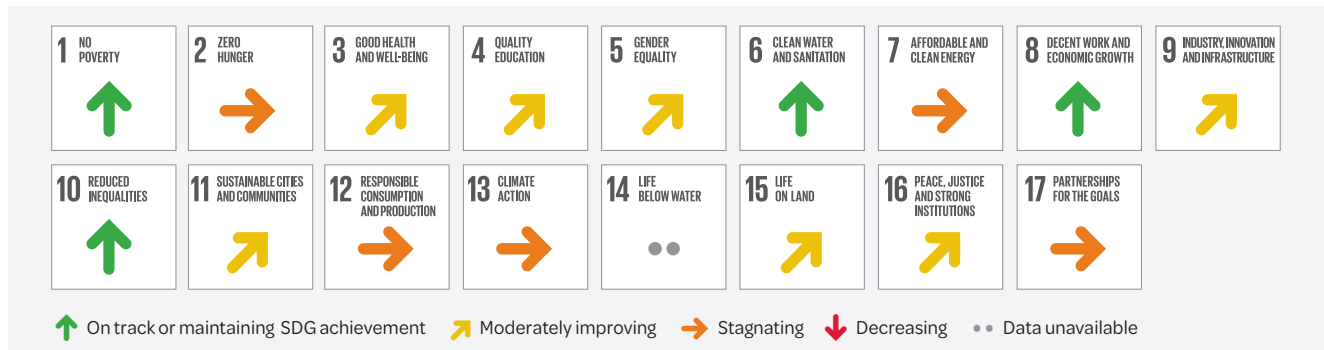 1 NO
POVERTY
2 ZERO
HUNGER
3 GOOD HEALTH
AND WELL-BEING
4 QUALITY
EDUCATION
5 GENDER
EQUALITY
6 CLEAN WATER
AND SANITATION
7 AFFORDABLE AND
CLEAN ENERGY
8 DECENT WORK AND
ECONOMIC GROWTH
9 INDUSTRY, INNOVATION
AND INFRASTRUCTURE
10 REDUCED
INEQUALITIES
11 SUSTAINABLE CITIES
AND COMMUNITIES
12 RESPONSIBLE
CONSUMPTION
AND PRODUCTION
13 CLIMATE
ACTION
14 LIFE
BELOW WATER
15 LIFE
ON LAND
16 PEACE, JUSTICE
AND STRONG
INSTITUTIONS
17 PARTNERSHIPS
FOR THE GOALS
On track or maintaining SDG achievement Moderately improving Stagnating Decreasing Data unavailable